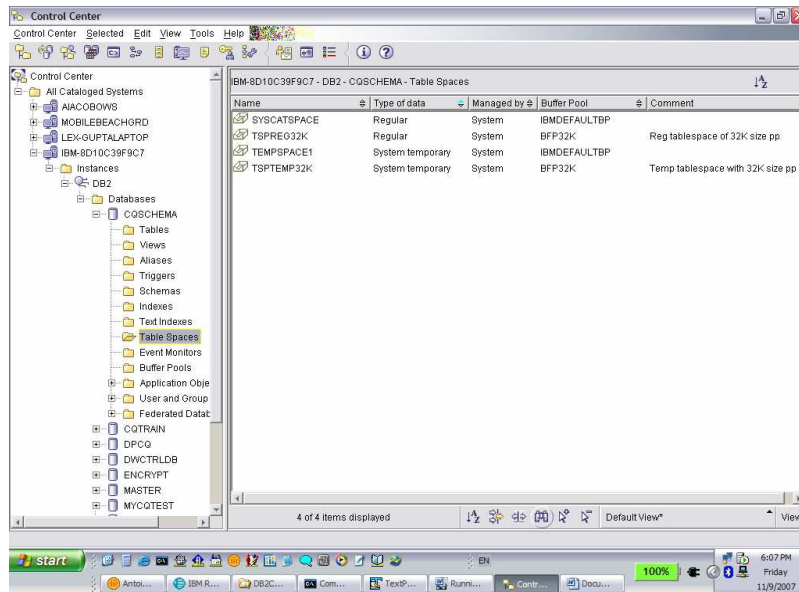 Control Center
Control Center Selected Edit View Tools Help
Control Center
All Cataloged Systems
AIACOBOWS
MOBILEBEACHGRD
LEX-GUPTALAPTOP
IBM-8D10C39F9C7
Instances
DB2
Databases
CQSCHEMA
Tables
Views
Aliases
Triggers
Schemas
Indexes
Text Indexes
Table Spaces
Event Monitors
Buffer Pools
Application Obje
User and Group
Federated Datab
CQTRAIN
DPCQ
DWCTRLDB
ENCRYPT
MASTER
MYCQTEST
IBM-8D10C39F9C7 - DB2 - CQSCHEMA - Table Spaces
Name Type of data Managed by Buffer Pool Comment
SYSCATSPACE Regular System IBMDEFAULTBP
TSPREG32K Regular System BFP32K Reg tablespace of 32K size pp
TEMPSPACE1 System temporary System IBMDEFAULTBP
TSPTEMP32K System temporary System BFP32K Temp tablespace with 32K size pp
4 of 4 items displayed Default View* View
start EN 100% 6:07 PM
Friday
Antoi... IBM R... DB2C... Com... TextP... Runni... Contr... Docu... 11/9/2007